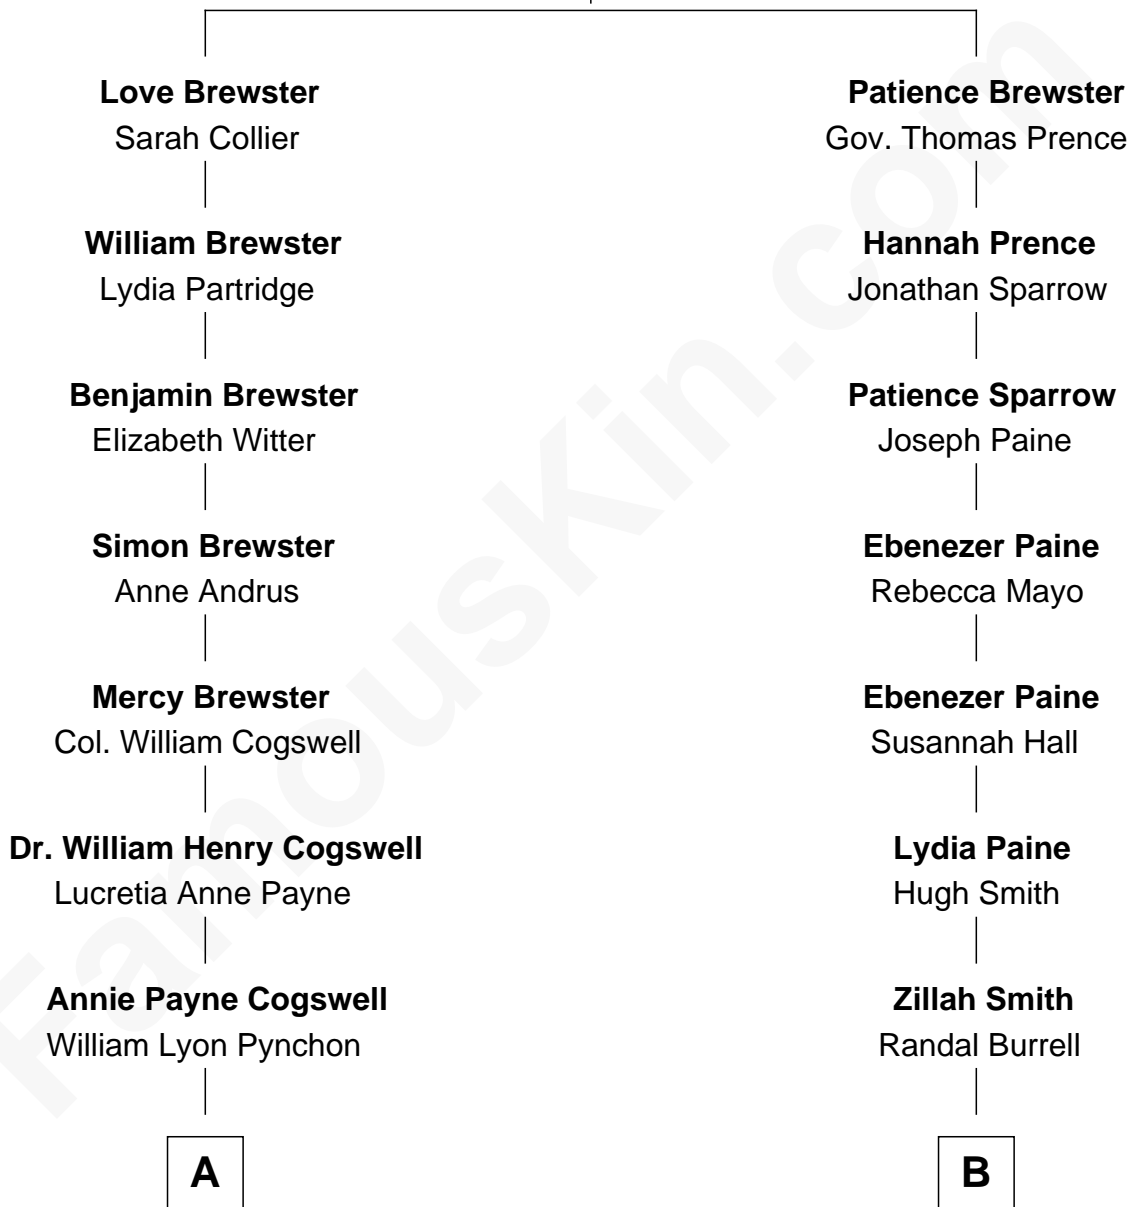 Love Brewster
Sarah Collier
William Brewster
Lydia Partridge
Benjamin Brewster
Elizabeth Witter
Simon Brewster
Anne Andrus
Mercy Brewster
Col. William Cogswell
Dr. William Henry Cogswell
Lucretia Anne Payne
Annie Payne Cogswell
William Lyon Pynchon
A
Patience Brewster
Gov. Thomas Prence
Hannah Prence
Jonathan Sparrow
Patience Sparrow
Joseph Paine
Ebenezer Paine
Rebecca Mayo
Ebenezer Paine
Susannah Hall
Lydia Paine
Hugh Smith
Zillah Smith
Randal Burrell
B
FamousKin.com